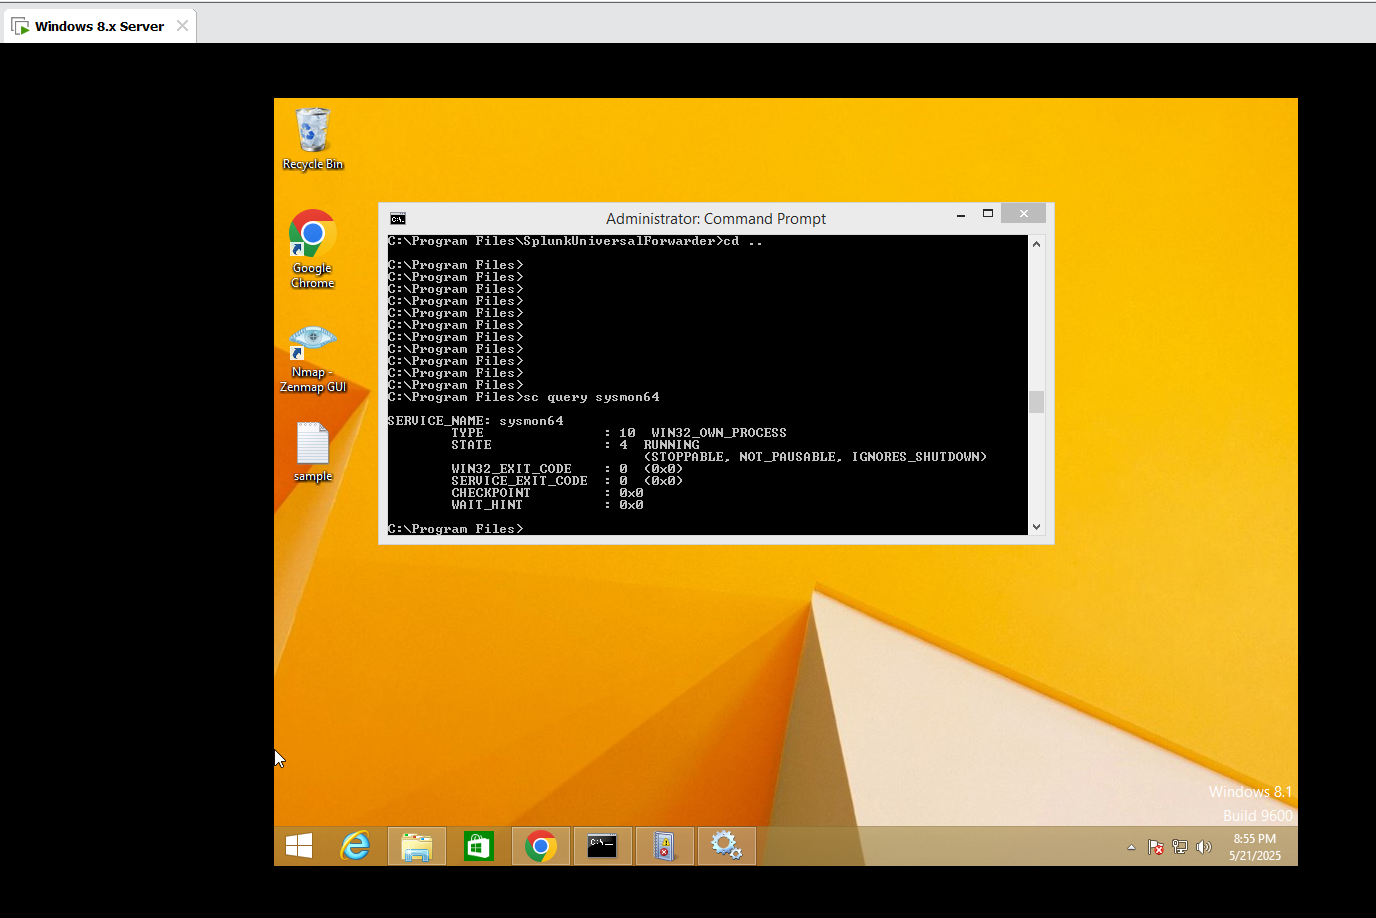 Windows 8.x Server
Recycle Bin
Google
Chrome
Nmap -
Zenmap GUI
sample
Administrator: Command Prompt
C:\Program Files\SplunkUniversalForwarder>cd ..
C:\Program Files>
C:\Program Files>
C:\Program Files>
C:\Program Files>
C:\Program Files>
C:\Program Files>
C:\Program Files>
C:\Program Files>
C:\Program Files>
C:\Program Files>
C:\Program Files>
C:\Program Files>sc query sysmon64
SERVICE_NAME: sysmon64
TYPE : 10 WIN32_OWN_PROCESS
STATE : 4 RUNNING
(STOPPABLE, NOT_PAUSABLE, IGNORES_SHUTDOWN)
WIN32_EXIT_CODE : 0 (0x0)
SERVICE_EXIT_CODE : 0 (0x0)
CHECKPOINT : 0x0
WAIT_HINT : 0x0
C:\Program Files>
Windows 8.1
Build 9600
8:55 PM
5/21/2025